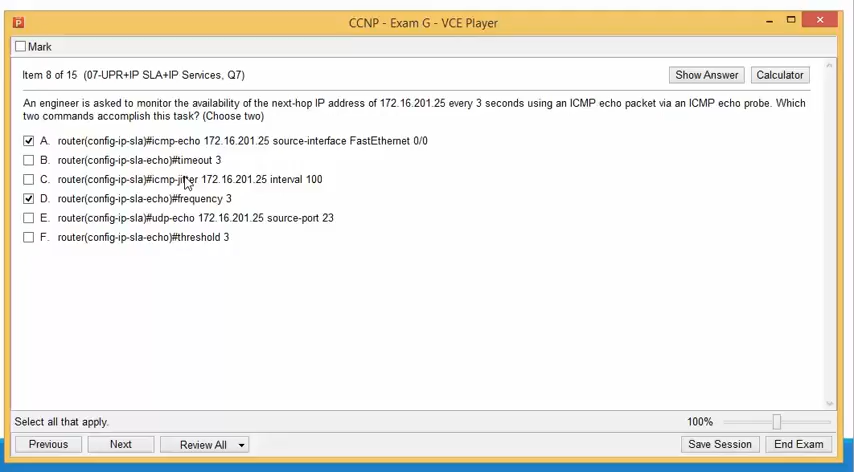 CCNP - Exam G - VCE Player
Mark
Item 8 of 15 (07-UPR+IP SLA+IP Services, Q7)
Show Answer
Calculator
An engineer is asked to monitor the availability of the next-hop IP address of 172.16.201.25 every 3 seconds using an ICMP echo packet via an ICMP echo probe. Which
two commands accomplish this task? (Choose two)
A. router(config-ip-sla)#icmp-echo 172.16.201.25 source-interface FastEthernet 0/0
B. router(config-ip-sla-echo)#timeout 3
C. router(config-ip-sla)#icmp-jitter 172.16.201.25 interval 100
D. router(config-ip-sla-echo)#frequency 3
E. router(config-ip-sla)#udp-echo 172.16.201.25 source-port 23
F. router(config-ip-sla-echo)#threshold 3
Select all that apply.
100%
Previous
Next
Review All
Save Session
End Exam